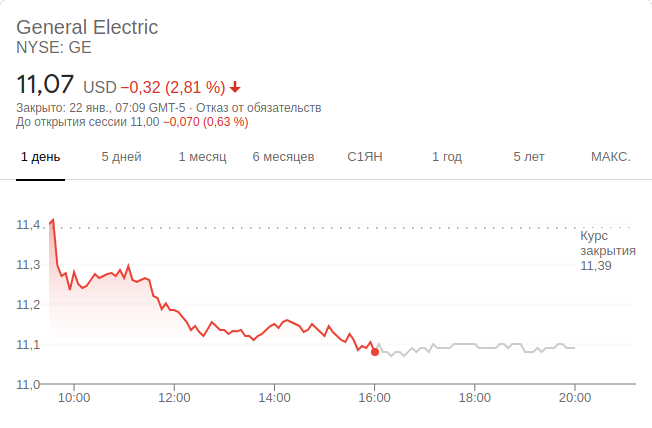 General Electric
NYSE: GE
11,07 USD −0,32 (2,81 %)
Закрыто: 22 янв., 07:09 GMT-5 · Отказ от обязательств
До открытия сессии 11,00 −0,070 (0,63 %)
1 день 5 дней 1 месяц 6 месяцев С1ЯН 1 год 5 лет МАКС.
11,4
Курс
закрытия
11,39
11,3
11,2
11,1
11,0
10:00 12:00 14:00 16:00 18:00 20:00